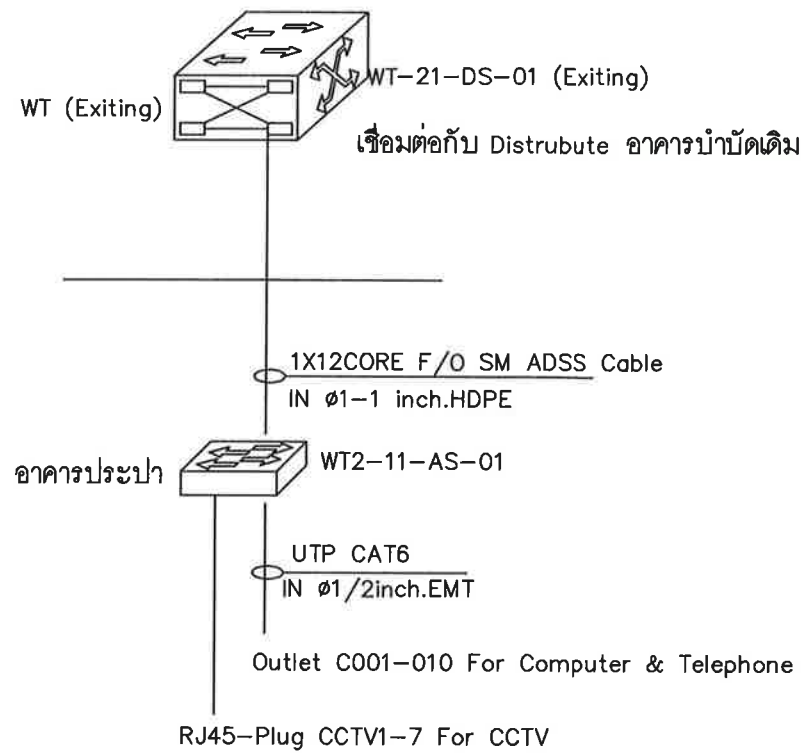 WT-21-DS-01 (Exiting)
WT (Exiting)
เชื่อมต่อกับ Distrubute อาคารบำบัดเดิม
1X12CORE F/O SM ADSS Cable
IN ø1-1 inch.HDPE
อาคารประปา
WT2-11-AS-01
UTP CAT6
IN ø1/2inch.EMT
Outlet C001-010 For Computer & Telephone
RJ45-Plug CCTV1-7 For CCTV